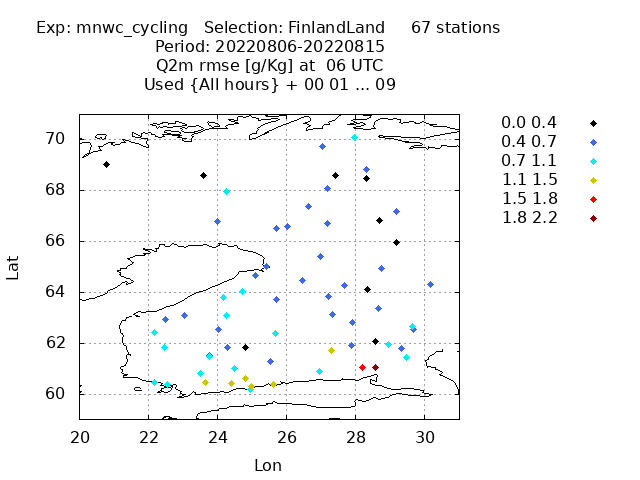 Exp: mnwc_cycling Selection: FinlandLand 67 stations
Period: 20220806-20220815
Q2m rmse [g/Kg] at 06 UTC
Used {All hours} + 00 01 ... 09
0.0 0.4
0.4 0.7
0.7 1.1
1.1 1.5
1.5 1.8
1.8 2.2
70
68
66
64
62
60
Lat
20 22 24 26 28 30
Lon